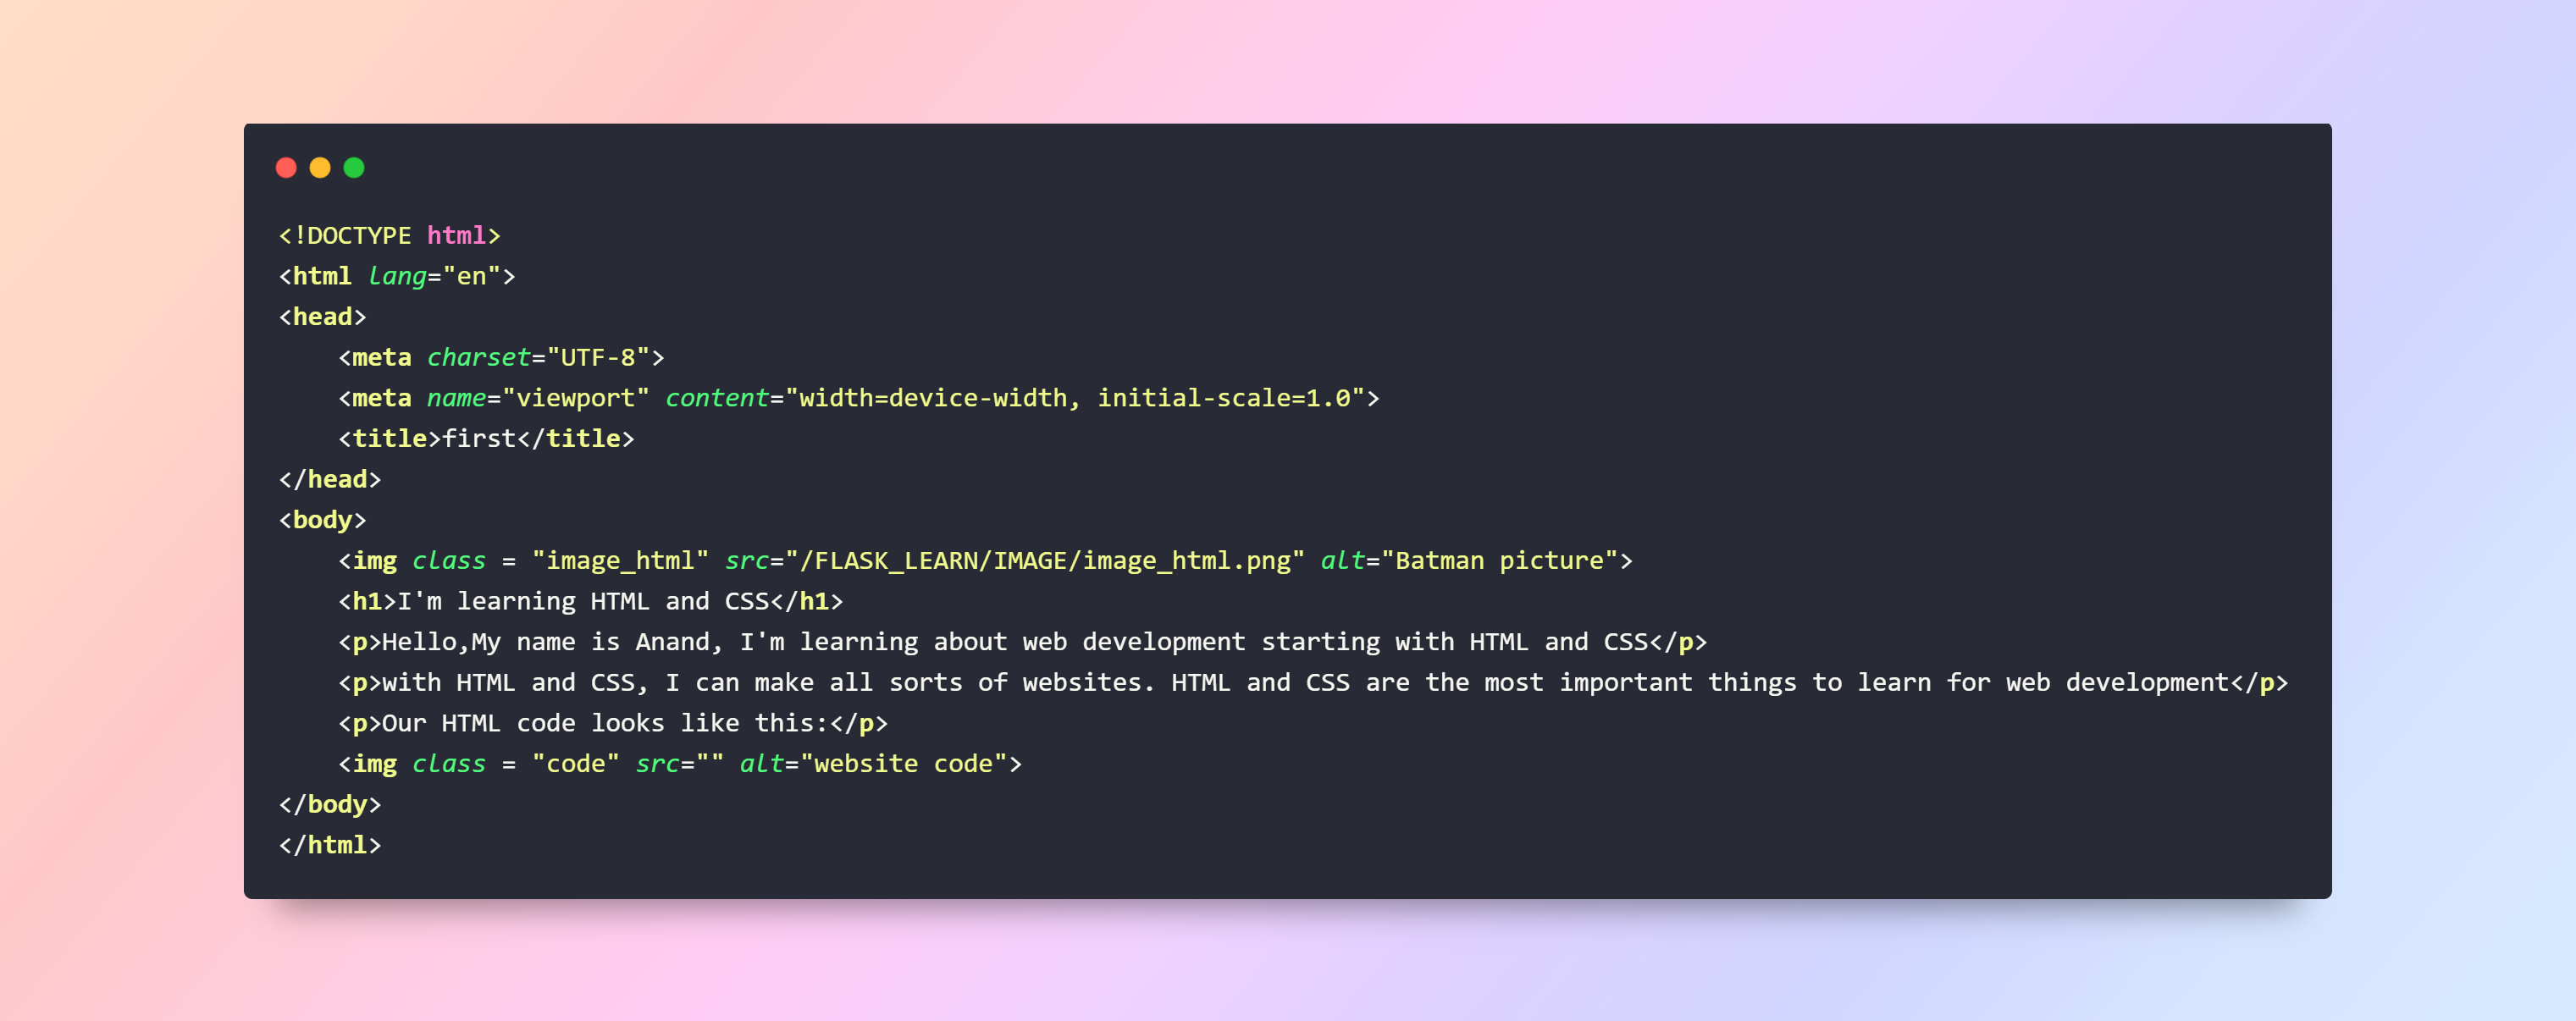 <!DOCTYPE html>
<html lang="en">
<head>
    <meta charset="UTF-8">
    <meta name="viewport" content="width=device-width, initial-scale=1.0">
    <title>first</title>
</head>
<body>
    <img class = "image_html" src="/FLASK_LEARN/IMAGE/image_html.png" alt="Batman picture">
    <h1>I'm learning HTML and CSS</h1>
    <p>Hello,My name is Anand, I'm learning about web development starting with HTML and CSS</p>
    <p>with HTML and CSS, I can make all sorts of websites. HTML and CSS are the most important things to learn for web development</p>
    <p>Our HTML code looks like this:</p>
    <img class = "code" src="" alt="website code">
</body>
</html>